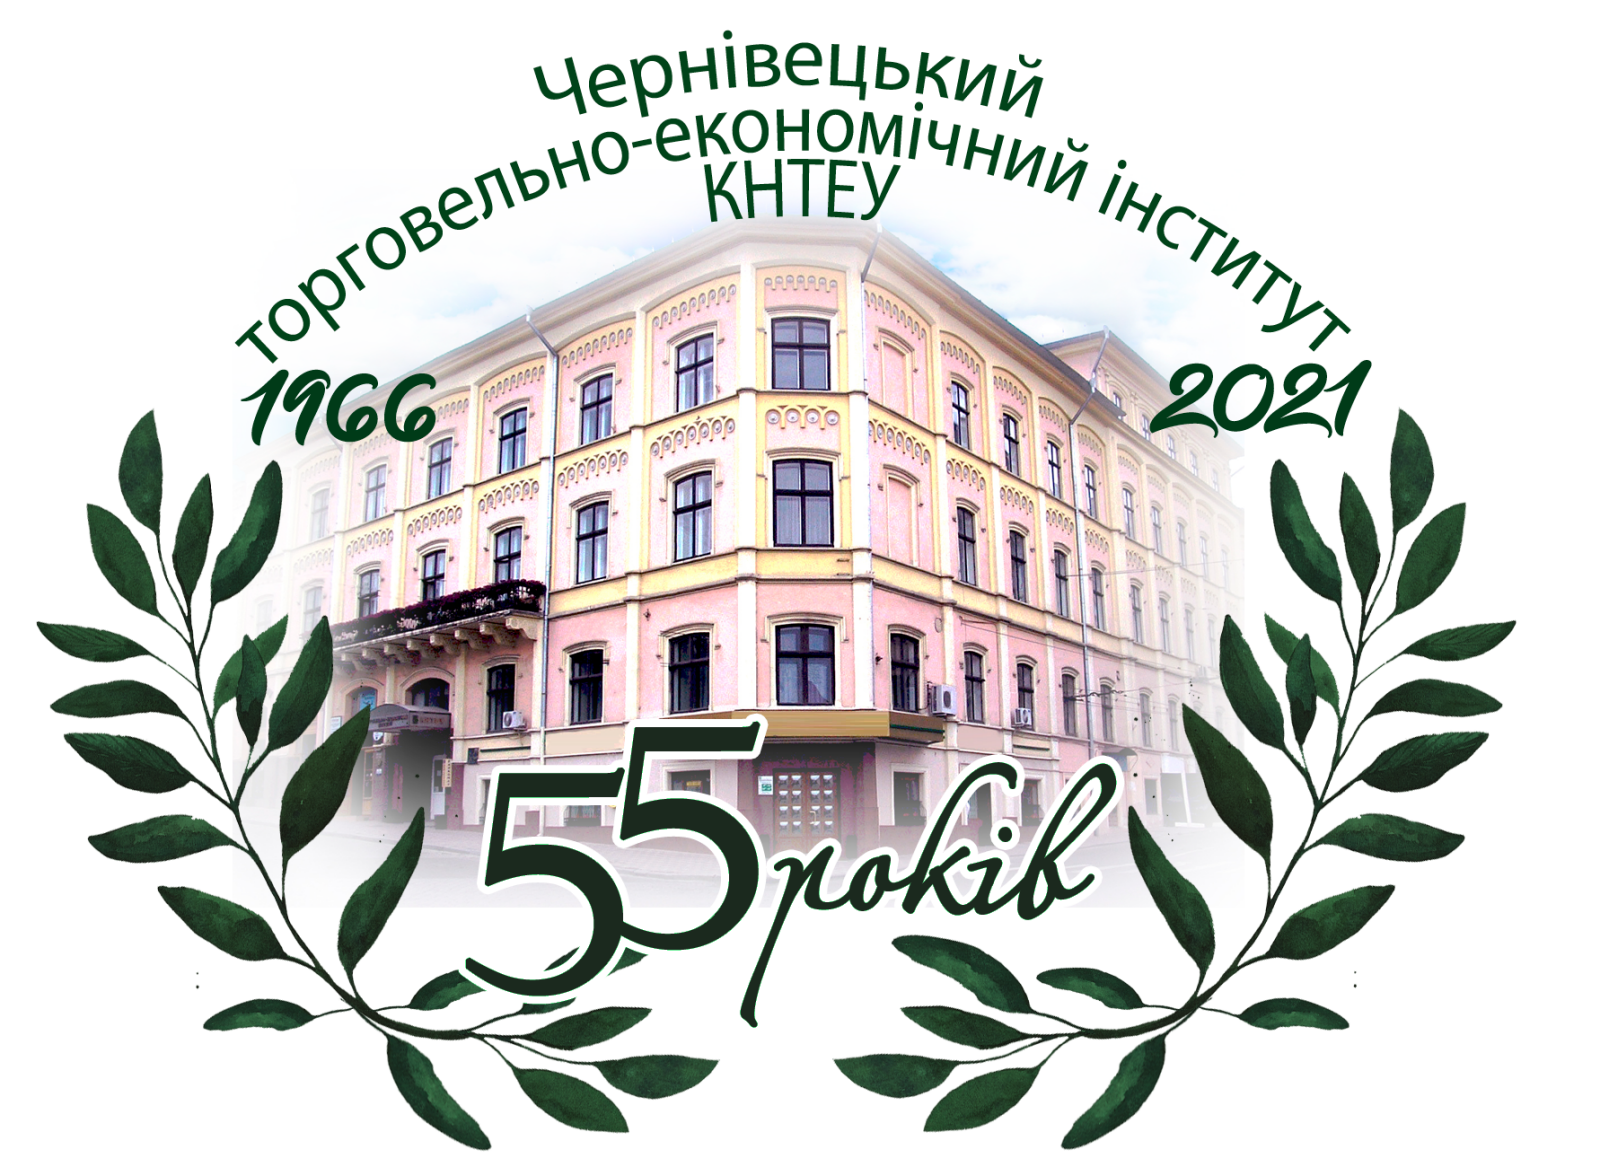 Чернівецький
торговельно-економічний інститут
КНТЕУ
1966
2021
55 років